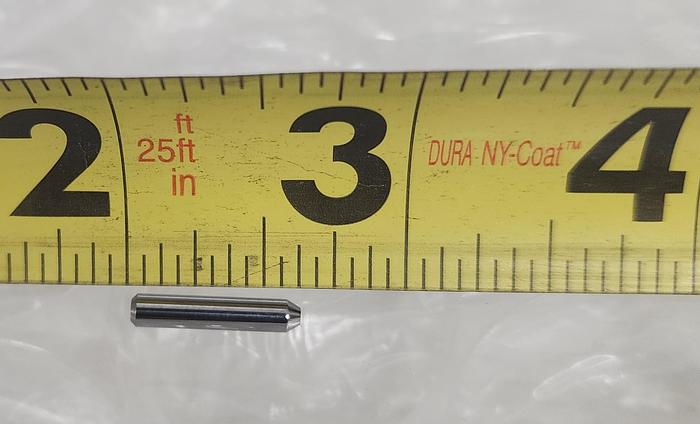 ft
2 25ft 3 DURA NY-Coat™ 4
in